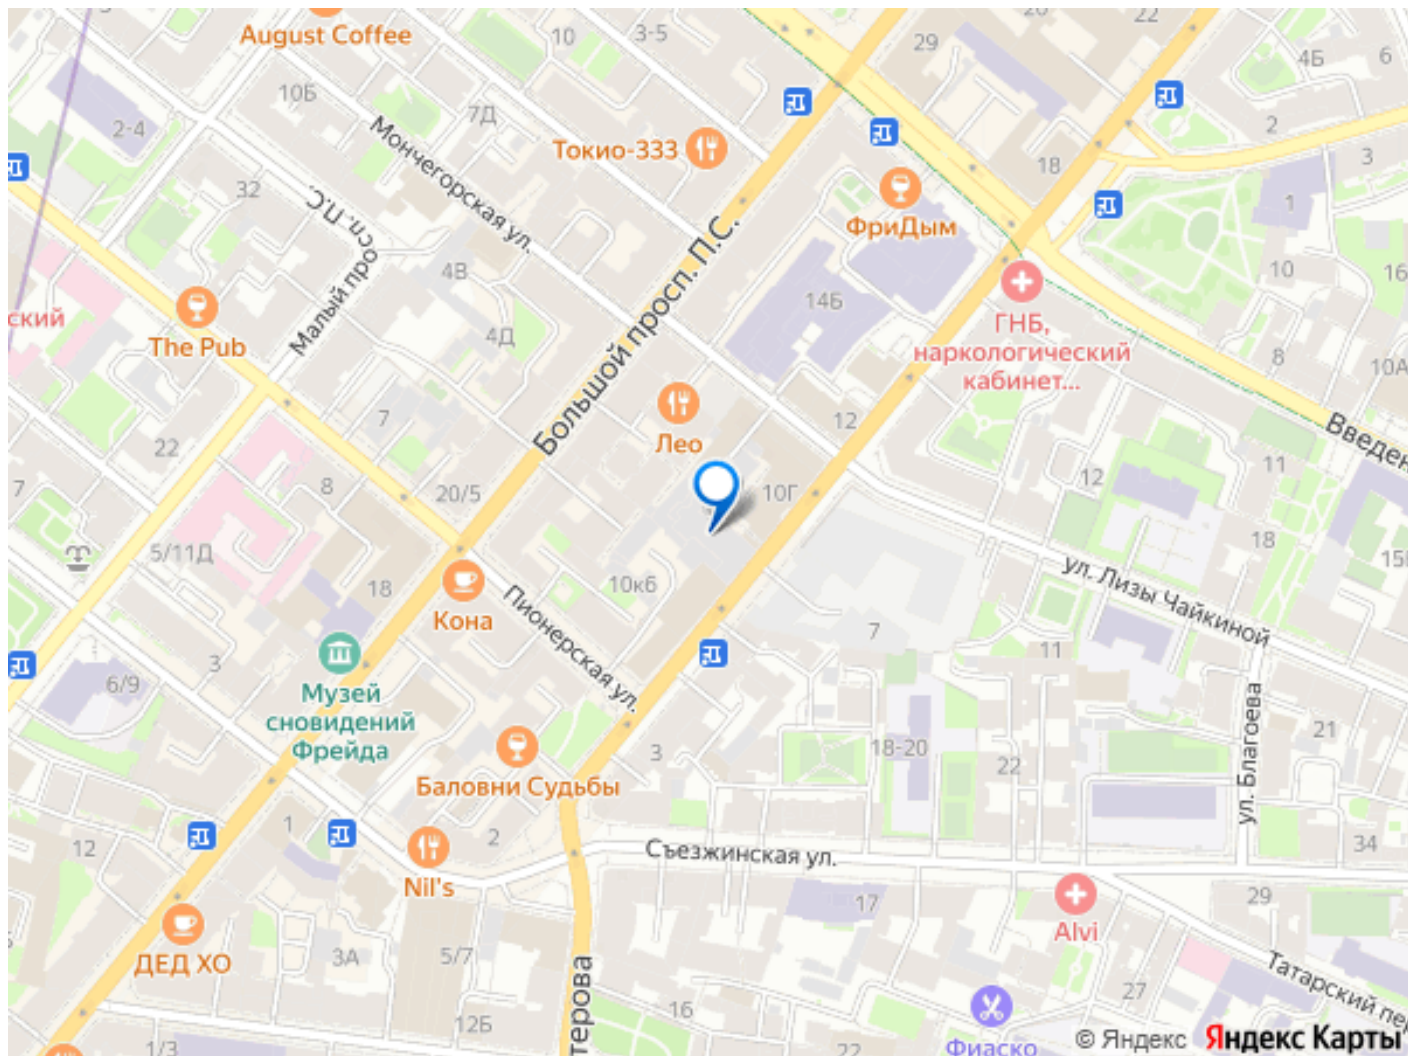 August Coffee
10
3-5
20
22
29
4Б
6
10Б
7Д
2-4
2
Мончегорская ул.
Токио-333
18
3
32
Малый просп. П.С.
ФриДым
1
4В
Большой просп. П.С.
10
16
ский
14Б
The Pub
4Д
ГНБ,
наркологический
кабинет...
8
10А
7
Лео
12
Введен
22
11
12
7
8
20/5
10Г
5/11Д
18
15
18
10к6
ул. Лизы Чайкиной
Кона
Пионерская ул.
7
11
3
6/9
Музей
сновидений
Фрейда
ул. Благоева
21
3
18-20
22
Баловни Судьбы
1
2
12
34
Съезжинская ул.
Nil's
17
29
Alvi
ДЕД ХО
3А
5/7
Татарский пер
терова
27
16
12Б
1/3
22
Фиаско
© Яндекс Яндекс Карты